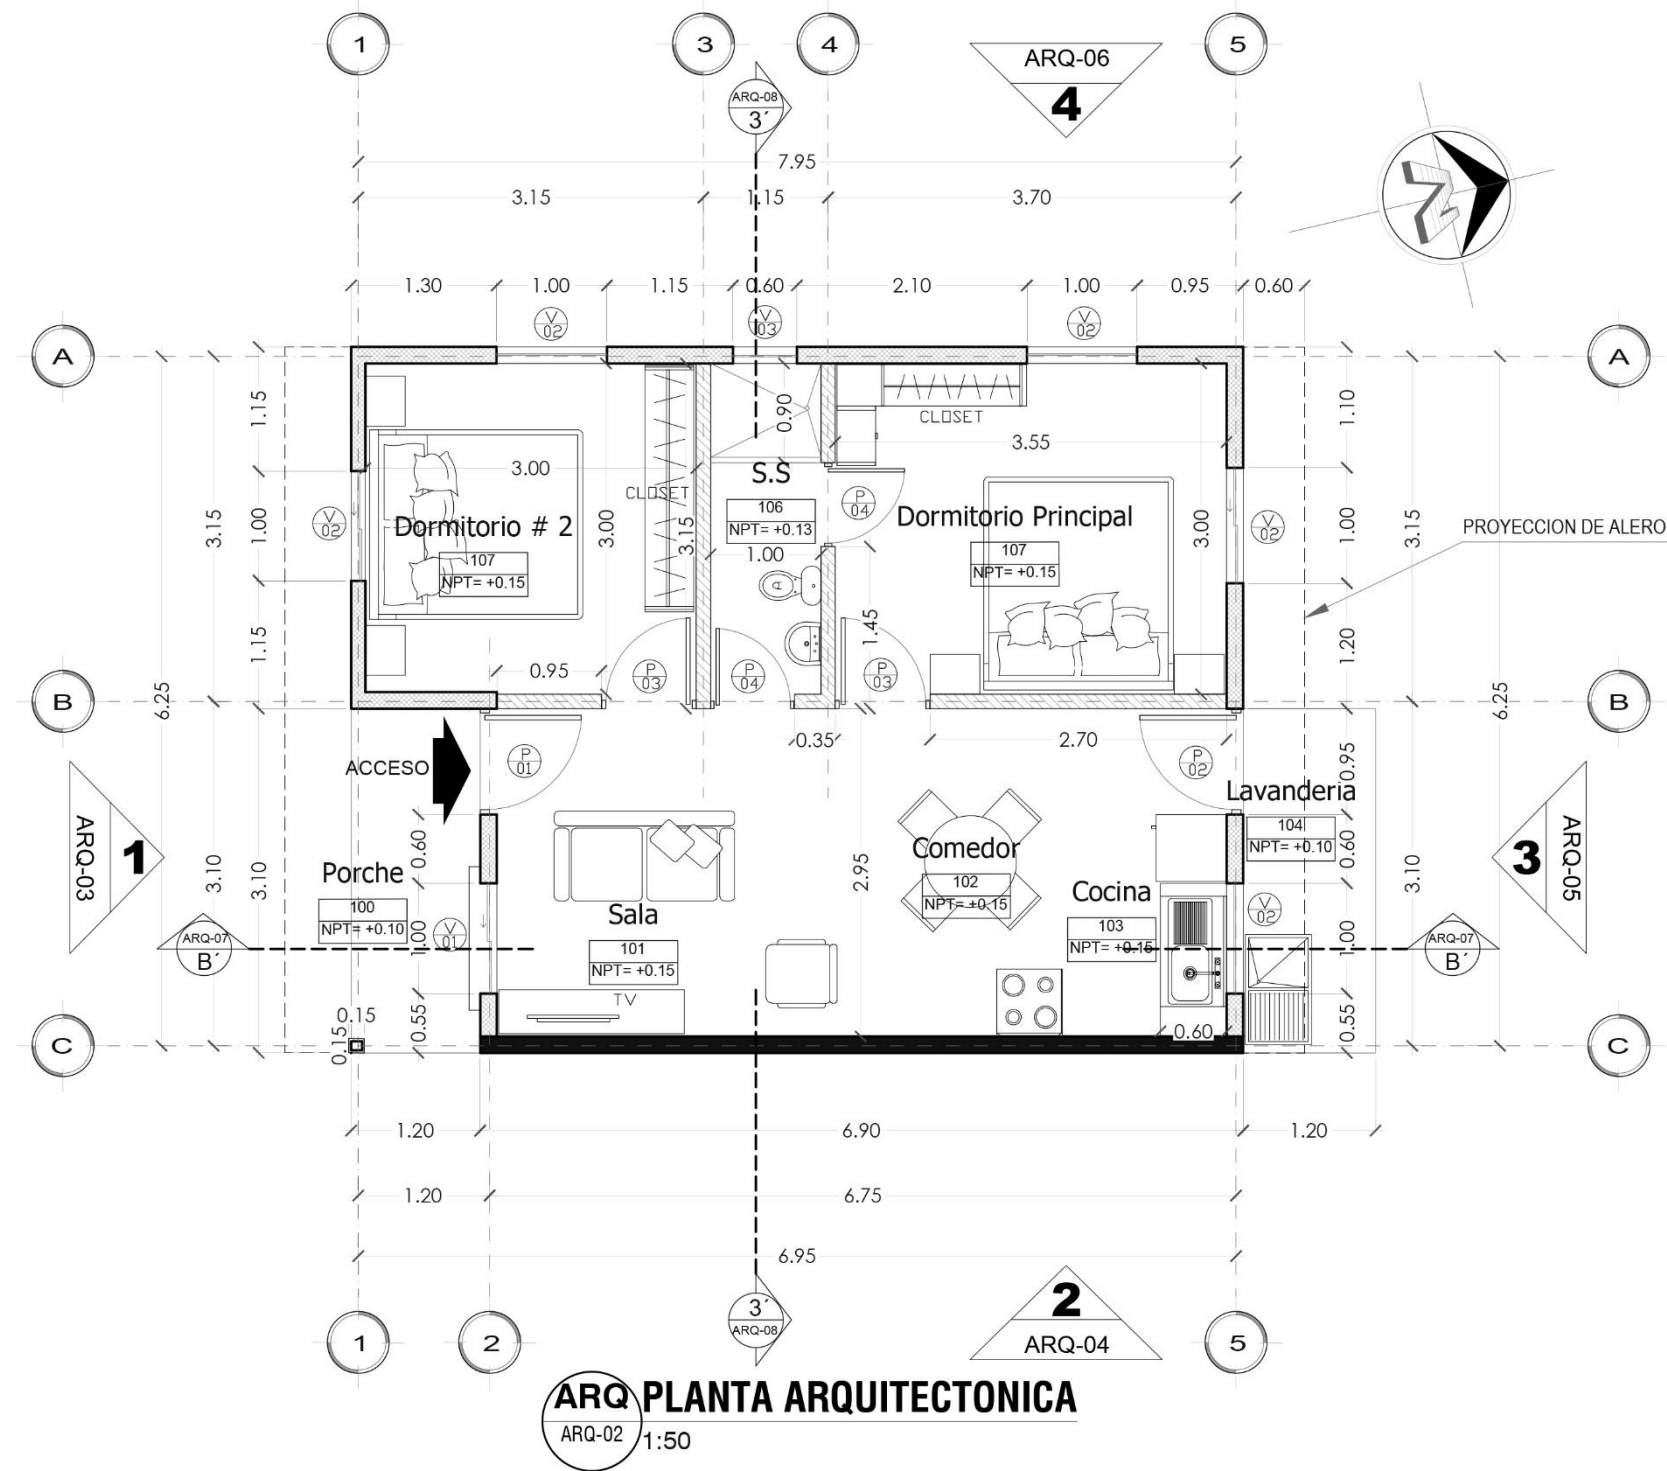 1
3
4
5
ARQ-06
4
ARQ-08
3´
7.95
3.15
1.15
3.70
N
1.30
1.00
1.15
0.60
2.10
1.00
0.95
0.60
V
02
V
03
V
02
A
A
1.15
0.90
CLOSET
1.10
3.55
3.00
S.S
CLOSET
106
NPT= +0.13
P
04
Dormitorio # 2
Dormitorio Principal
V
02
3.15
1.00
3.00
3.15
1.00
107
NPT= +0.15
107
NPT= +0.15
3.00
V
02
1.00
3.15
PROYECCION DE ALERO
1.15
1.45
1.20
0.95
P
03
P
04
P
03
B
6.25
6.25
B
0.35
2.70
ACCESO
P
01
P
02
0.95
Lavanderia
104
NPT= +0.10
1
ARQ-03
3
ARQ-05
0.60
0.60
Porche
100
NPT= +0.10
Comedor
102
NPT= +0.15
3.10
3.10
2.95
3.10
Sala
101
NPT= +0.15
Cocina
103
NPT= +0.15
V
01
V
02
1.00
1.00
ARQ-07
B´
ARQ-07
B´
TV
0.15
0.15
0.55
0.60
0.55
C
C
1.20
6.90
1.20
1.20
6.75
6.95
3´
ARQ-08
2
ARQ-04
1
2
5
ARQ
ARQ-02
PLANTA ARQUITECTONICA
1:50